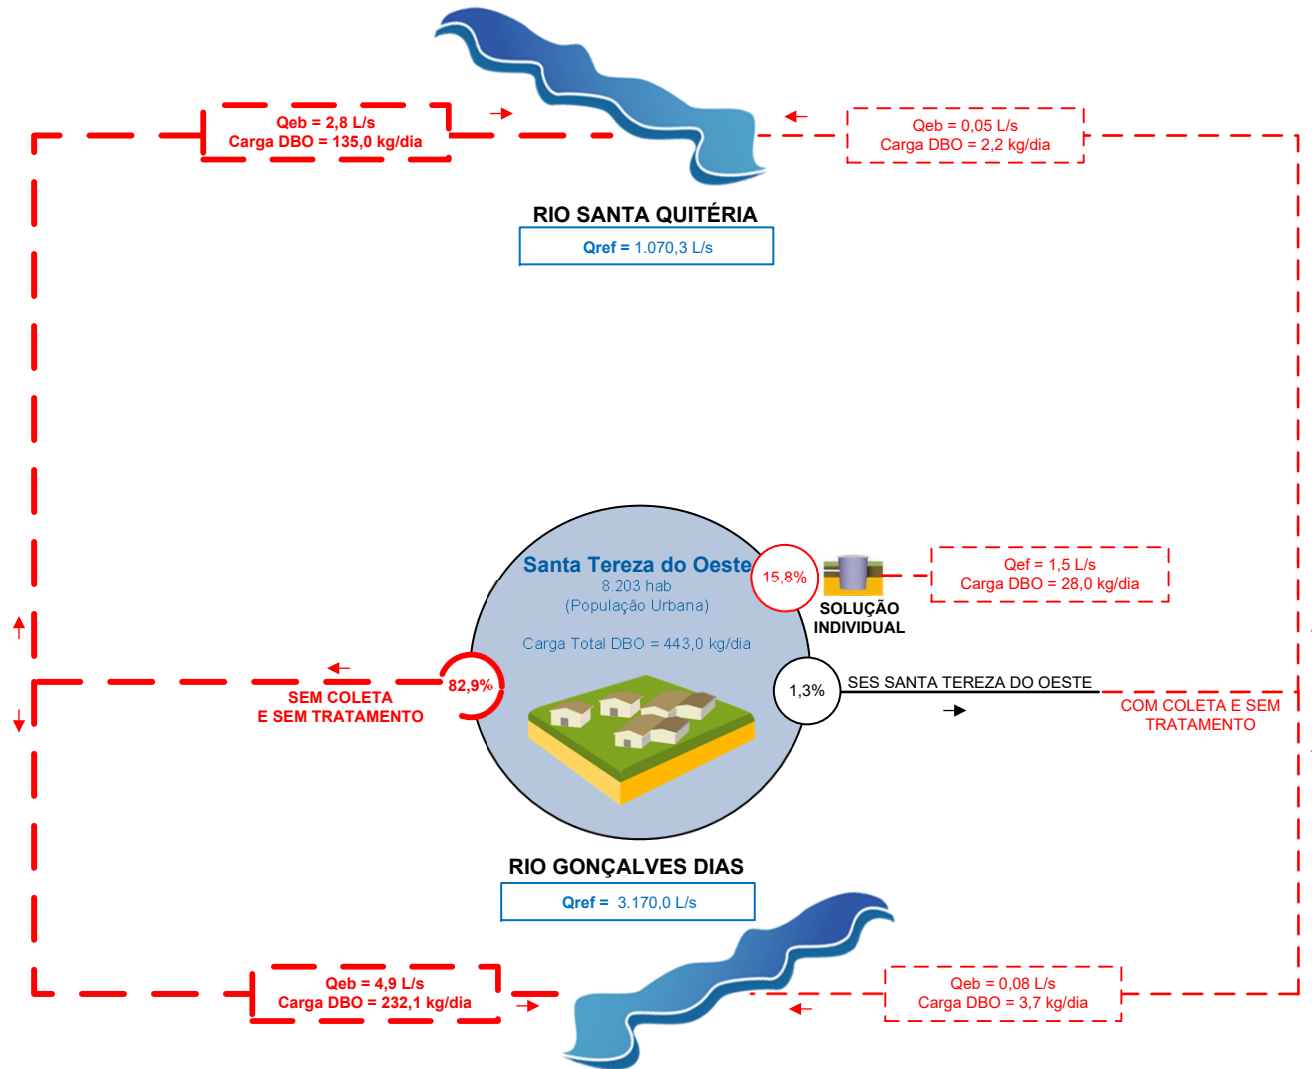 Qeb = 2,8 L/s
Carga DBO = 135,0 kg/dia
Qeb = 0,05 L/s
Carga DBO = 2,2 kg/dia
RIO SANTA QUITÉRIA
Qref = 1.070,3 L/s
Santa Tereza do Oeste
8.203 hab
(População Urbana)
Carga Total DBO = 443,0 kg/dia
15,8%
SOLUÇÃO
INDIVIDUAL
Qef = 1,5 L/s
Carga DBO = 28,0 kg/dia
82,9%
SEM COLETA
E SEM TRATAMENTO
1,3%
SES SANTA TEREZA DO OESTE
COM COLETA E SEM
TRATAMENTO
RIO GONÇALVES DIAS
Qref = 3.170,0 L/s
Qeb = 4,9 L/s
Carga DBO = 232,1 kg/dia
Qeb = 0,08 L/s
Carga DBO = 3,7 kg/dia